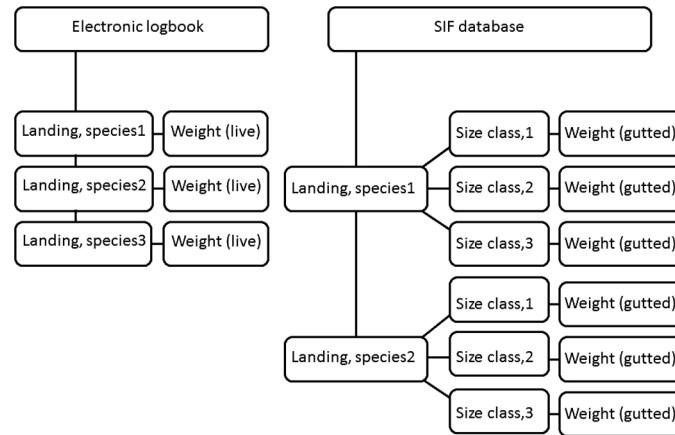 Electronic logbook
Landing, species1
Weight (live)
Landing, species2
Weight (live)
Landing, species3
Weight (live)
SIF database
Landing, species1
Size class,1
Weight (gutted)
Size class,2
Weight (gutted)
Size class,3
Weight (gutted)
Landing, species2
Size class,1
Weight (gutted)
Size class,2
Weight (gutted)
Size class,3
Weight (gutted)